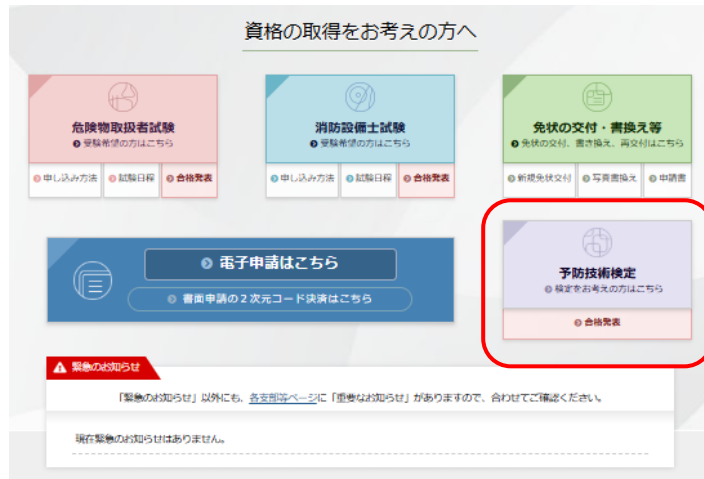 資格の取得をお考えの方へ
危険物取扱者試験
受験希望の方はこちら
申し込み方法
試験日程
合格発表
消防設備士試験
受験希望の方はこちら
申し込み方法
試験日程
合格発表
免状の交付・書換え等
免状の交付、書き換え、再交付はこちら
新規免状交付
写真書換え
申請書
電子申請はこちら
書面申請の2次元コード決済はこちら
予防技術検定
検定をお考えの方はこちら
合格発表
緊急のお知らせ
「緊急のお知らせ」以外にも、各支部等ページに「重要なお知らせ」がありますので、合わせてご確認ください。
現在緊急のお知らせはありません。